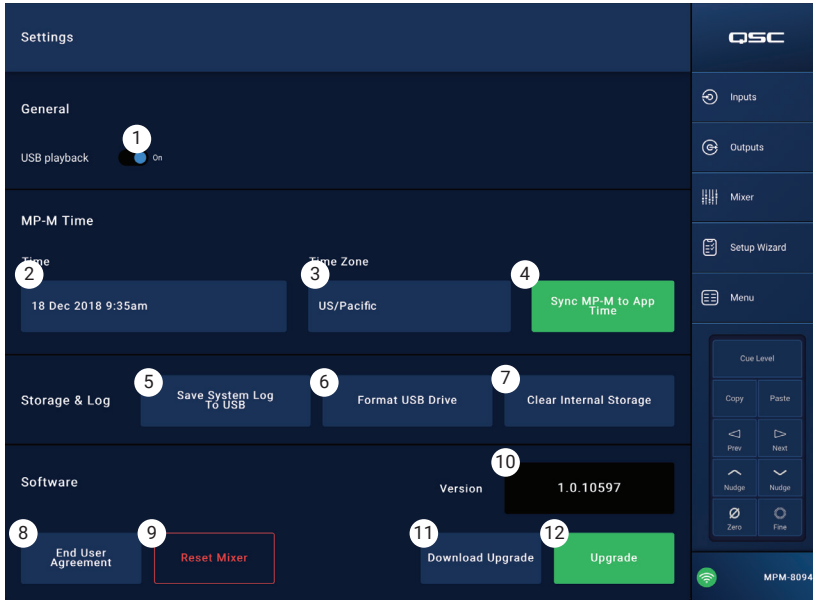 Settings
QSC
General
1
USB playback
On
MP-M Time
Time
Time Zone
2
3
4
18 Dec 2018 9:35am
US/Pacific
Sync MP-M to App
Time
Storage & Log
5
Save System Log
To USB
6
Format USB Drive
7
Clear Internal Storage
Software
10
Version
1.0.10597
8
End User
Agreement
9
Reset Mixer
11
Download Upgrade
12
Upgrade
Inputs
Outputs
Mixer
Setup Wizard
Menu
Cue Level
Copy
Paste
Prev
Next
Nudge
Nudge
Zero
Fine
MPM-8094